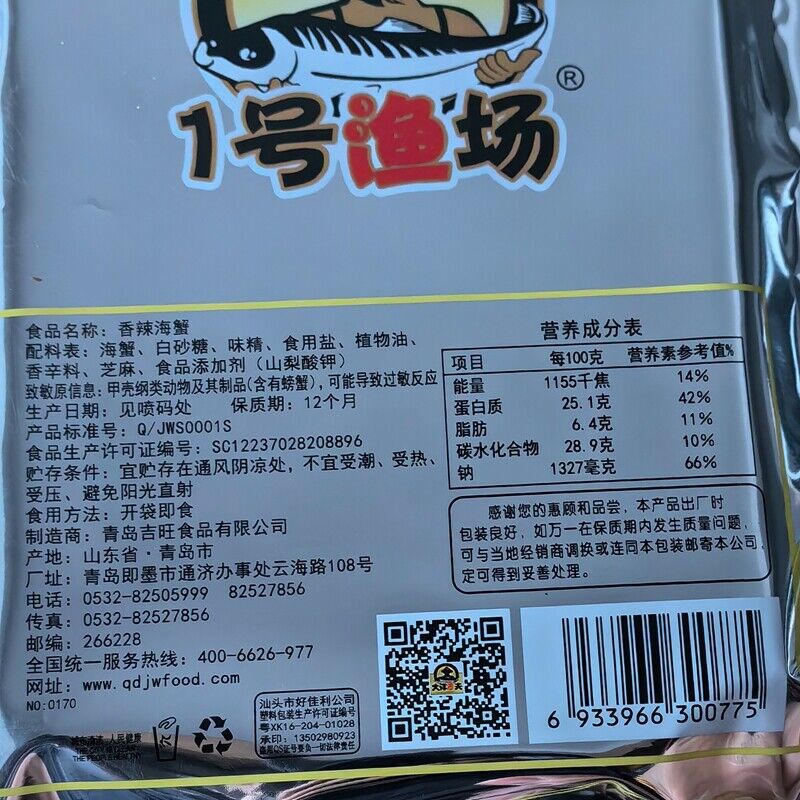 ®
1号渔场
食品名称：香辣海蟹
配料表：海蟹、白砂糖、味精、食用盐、植物油、
香辛料、芝麻、食品添加剂（山梨酸钾）
致敏原信息：甲壳纲类动物及其制品(含有螃蟹)，可能导致过敏反应
生产日期：见喷码处 保质期：12个月
产品标准号：Q/JWS0001S
食品生产许可证编号：SC12237028208896
贮存条件：宜贮存在通风阴凉处，不宜受潮、受热、
受压、避免阳光直射
食用方法：开袋即食
制造商：青岛吉旺食品有限公司
产地：山东省·青岛市
厂址：青岛即墨市通济办事处云海路108号
电话：0532-82505999 82527856
传真：0532-82527856
邮编：266228
全国统一服务热线：400-6626-977
网址：www.qdjwfood.com
NO:0170
营养成分表
项目 每100克 营养素参考值%
能量 1155千焦 14%
蛋白质 25.1克 42%
脂肪 6.4克 11%
碳水化合物 28.9克 10%
钠 1327毫克 66%
感谢您的惠顾和品尝，本产品出厂时
包装良好，如万一在保质期内发生质量问题，
可与当地经销商调换或连同本包装邮寄本公司，
定可得到妥善处理。
汕头市好佳利公司
塑料包装生产许可证编号
粤XK16-204-01028
承印：13502980923
6 933966 300775